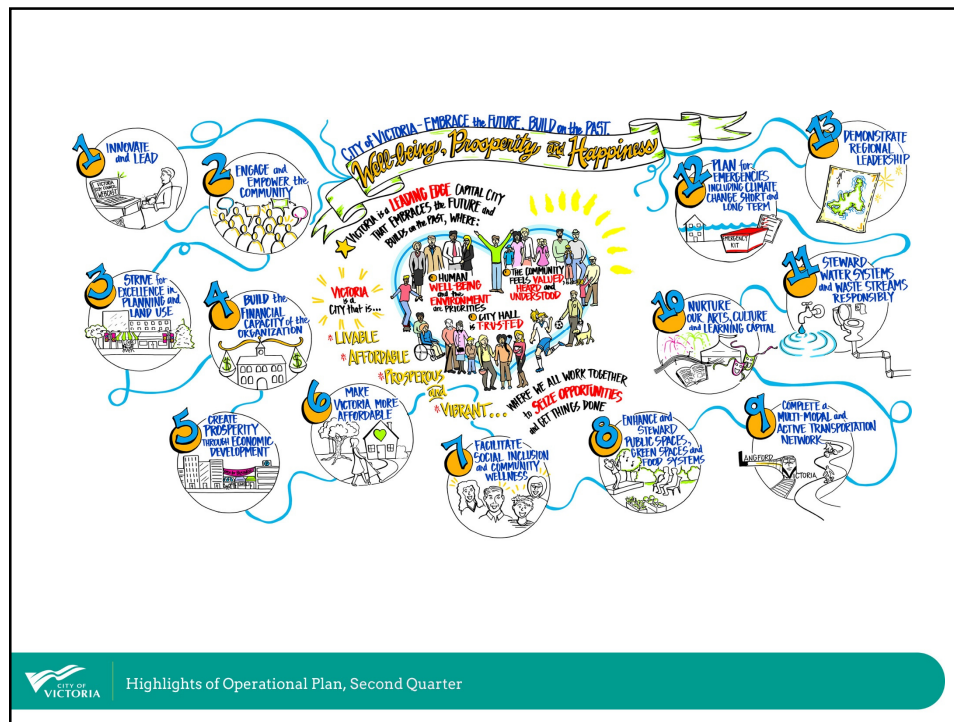 CITY of VICTORIA - EMBRACE the FUTURE. BUILD on the PAST.
Well-being, Prosperity and Happiness
VICTORIA is a LEADING EDGE CAPITAL CITY
THAT EMBRACES the FUTURE and
BUILDS on the PAST, WHERE:
HUMAN
WELL-BEING
and the
ENVIRONMENT
are PRIORITIES
THE COMMUNITY
FEELS VALUED,
HEARD and
UNDERSTOOD
CITY HALL
is TRUSTED
VICTORIA
is a
CITY that is...
* LIVABLE
* AFFORDABLE
* PROSPEROUS
and
VIBRANT...
WHERE WE ALL WORK TOGETHER
to SEIZE OPPORTUNITIES
and GET THINGS DONE
1
INNOVATE
and LEAD
VICTORIA
CITY COUNCIL
WEBCAST
2
ENGAGE and
EMPOWER the
COMMUNITY
3
STRIVE for
EXCELLENCE in
PLANNING and
LAND USE
4
BUILD the
FINANCIAL
CAPACITY of the
ORGANIZATION
$
$
5
CREATE
PROSPERITY
THROUGH ECONOMIC
DEVELOPMENT
6
MAKE
VICTORIA MORE
AFFORDABLE
7
FACILITATE
SOCIAL INCLUSION
and COMMUNITY
WELLNESS
8
ENHANCE and
STEWARD
PUBLIC SPACES,
GREEN SPACES and
FOOD SYSTEMS
9
COMPLETE a
MULTI-MODAL and
ACTIVE TRANSPORTATION
NETWORK
LANGFORD
VICTORIA
10
NURTURE
OUR ARTS, CULTURE
and LEARNING CAPITAL
11
STEWARD
WATER SYSTEMS
and WASTE STREAMS
RESPONSIBLY
12
PLAN for
EMERGENCIES
INCLUDING CLIMATE
CHANGE SHORT and
LONG TERM
EMERGENCY
KIT
13
DEMONSTRATE
REGIONAL
LEADERSHIP
CITY OF
VICTORIA
Highlights of Operational Plan, Second Quarter